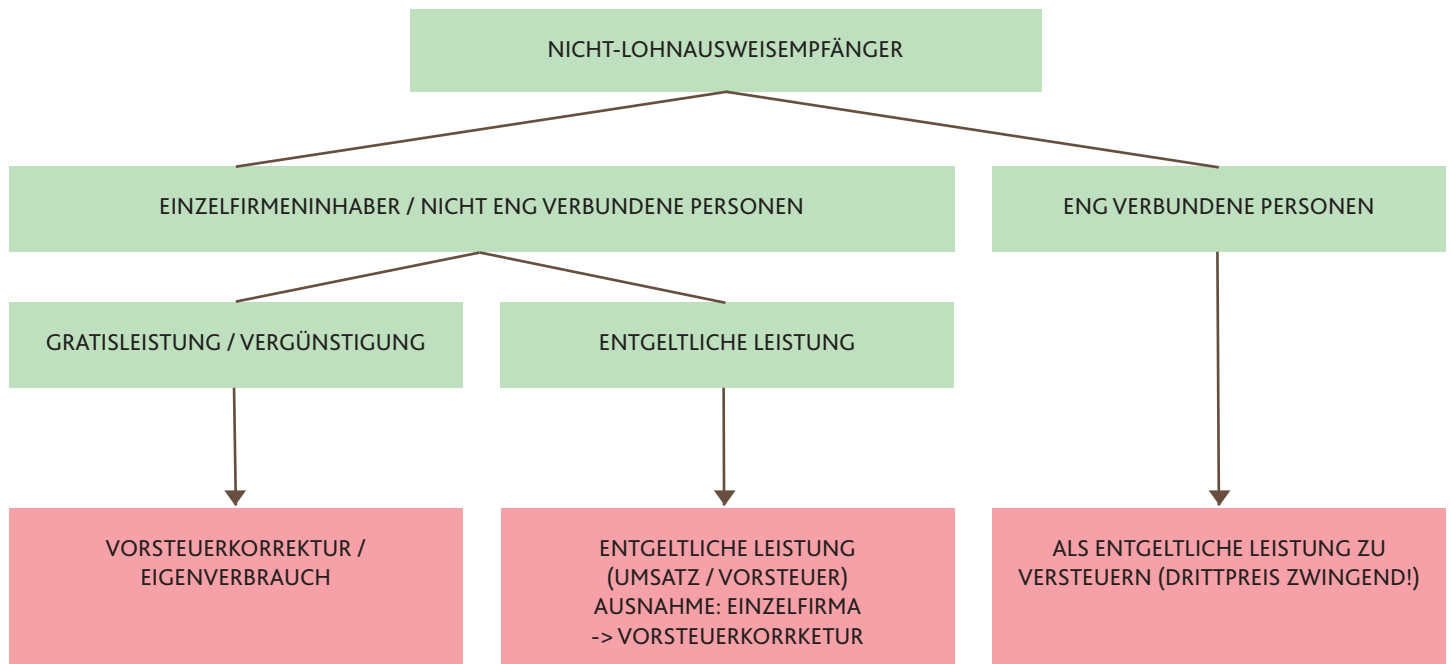 NICHT-LOHNAUSWEISEMPFÄNGER
EINZELFIRMENINHABER / NICHT ENG VERBUNDENE PERSONEN
ENG VERBUNDENE PERSONEN
GRATISLEISTUNG / VERGÜNSTIGUNG
ENTGELTLICHE LEISTUNG
VORSTEUERKORREKTUR /
EIGENVERBRAUCH
ENTGELTLICHE LEISTUNG
(UMSATZ / VORSTEUER)
AUSNAHME: EINZELFIRMA
-> VORSTEUERKORRKETUR
ALS ENTGELTLICHE LEISTUNG ZU
VERSTEUERN (DRITTPREIS ZWINGEND!)